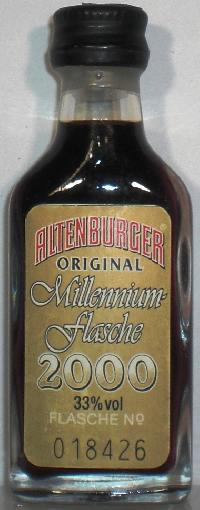 ALTENBURGER®
ORIGINAL
Millennium-
flasche
2000
33% vol
FLASCHE Nº
018426